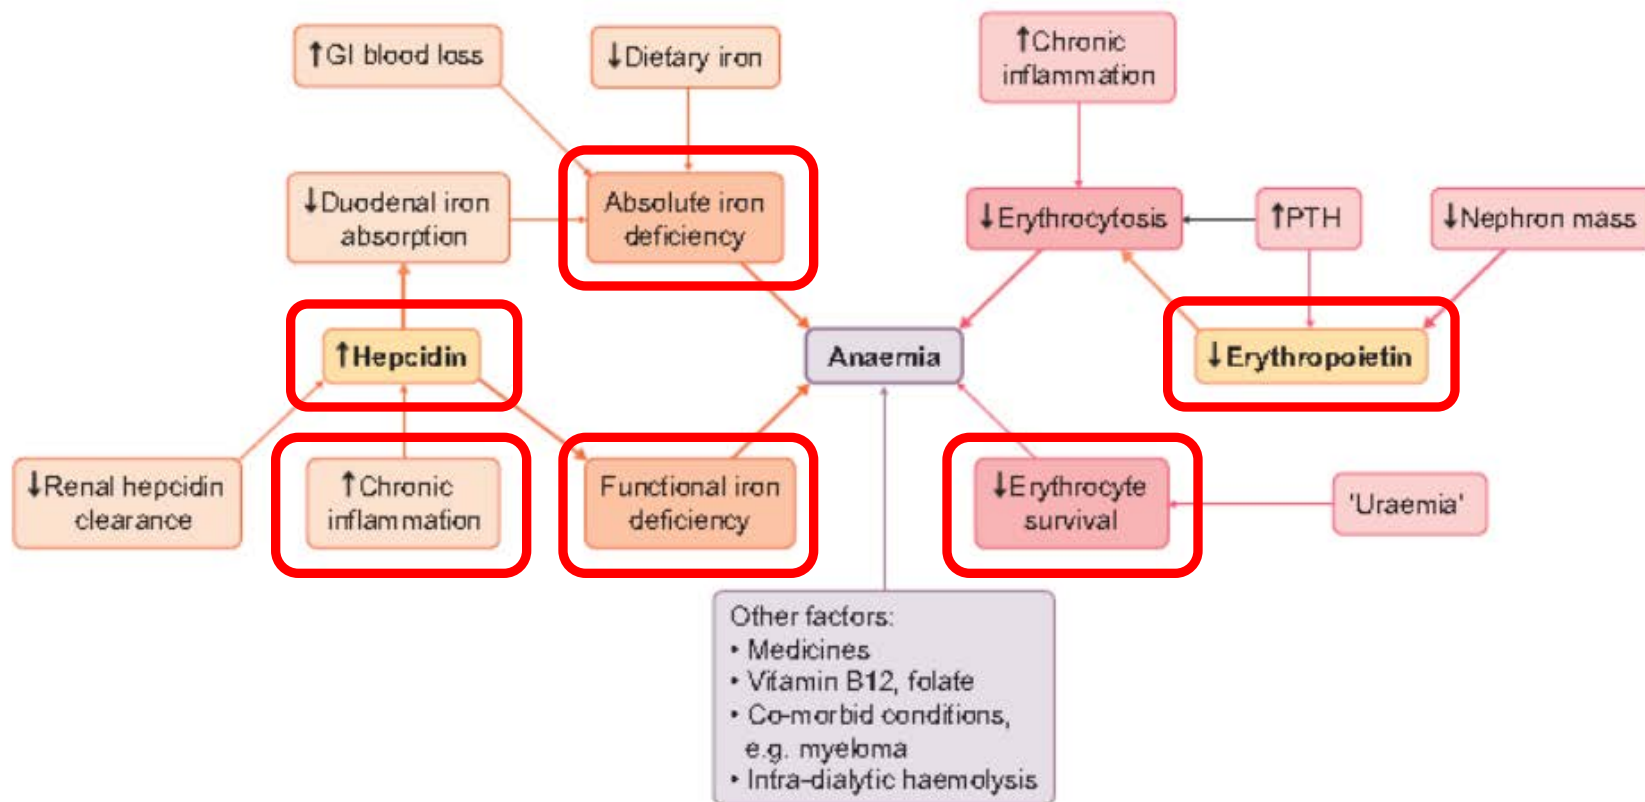 ↑GI blood loss
↓Dietary iron
↑Chronic
inflammation
↓Duodenal iron
absorption
Absolute iron
deficiency
↓Erythrocytosis
↑PTH
↓Nephron mass
↑Hepcidin
Anaemia
↓Erythropoietin
↓Renal hepcidin
clearance
↑Chronic
inflammation
Functional iron
deficiency
↓Erythrocyte
survival
'Uraemia'
Other factors:
• Medicines
• Vitamin B12, folate
• Co-morbid conditions,
e.g. myeloma
• Intra-dialytic haemolysis